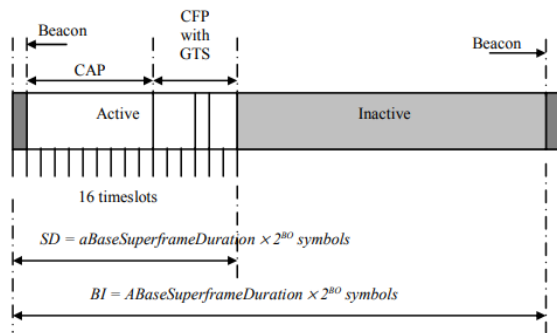 CFP
with
GTS
Beacon
Beacon
CAP
Active
Inactive
16 timeslots
SD = aBaseSuperframeDuration × 2^BO symbols
BI = ABaseSuperframeDuration × 2^BO symbols